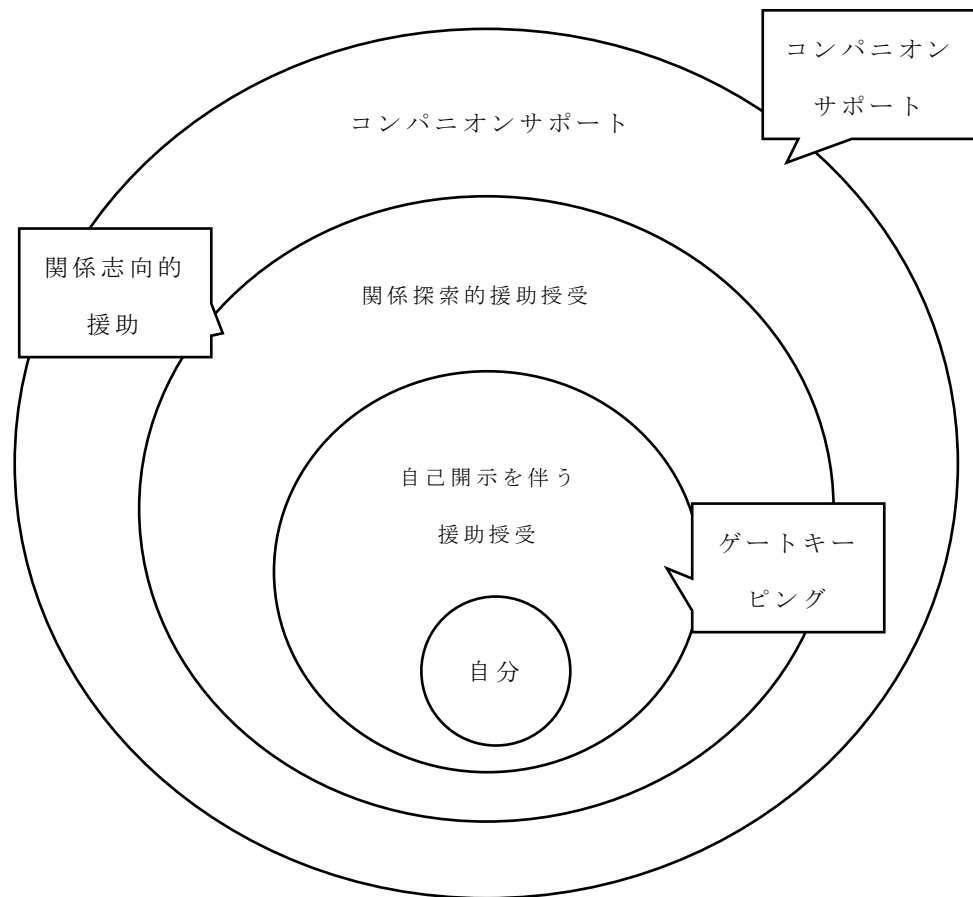 コンパニオン
サポート
コンパニオンサポート
関係志向的
援助
関係探索的援助授受
自己開示を伴う
援助授受
ゲートキー
ピング
自分